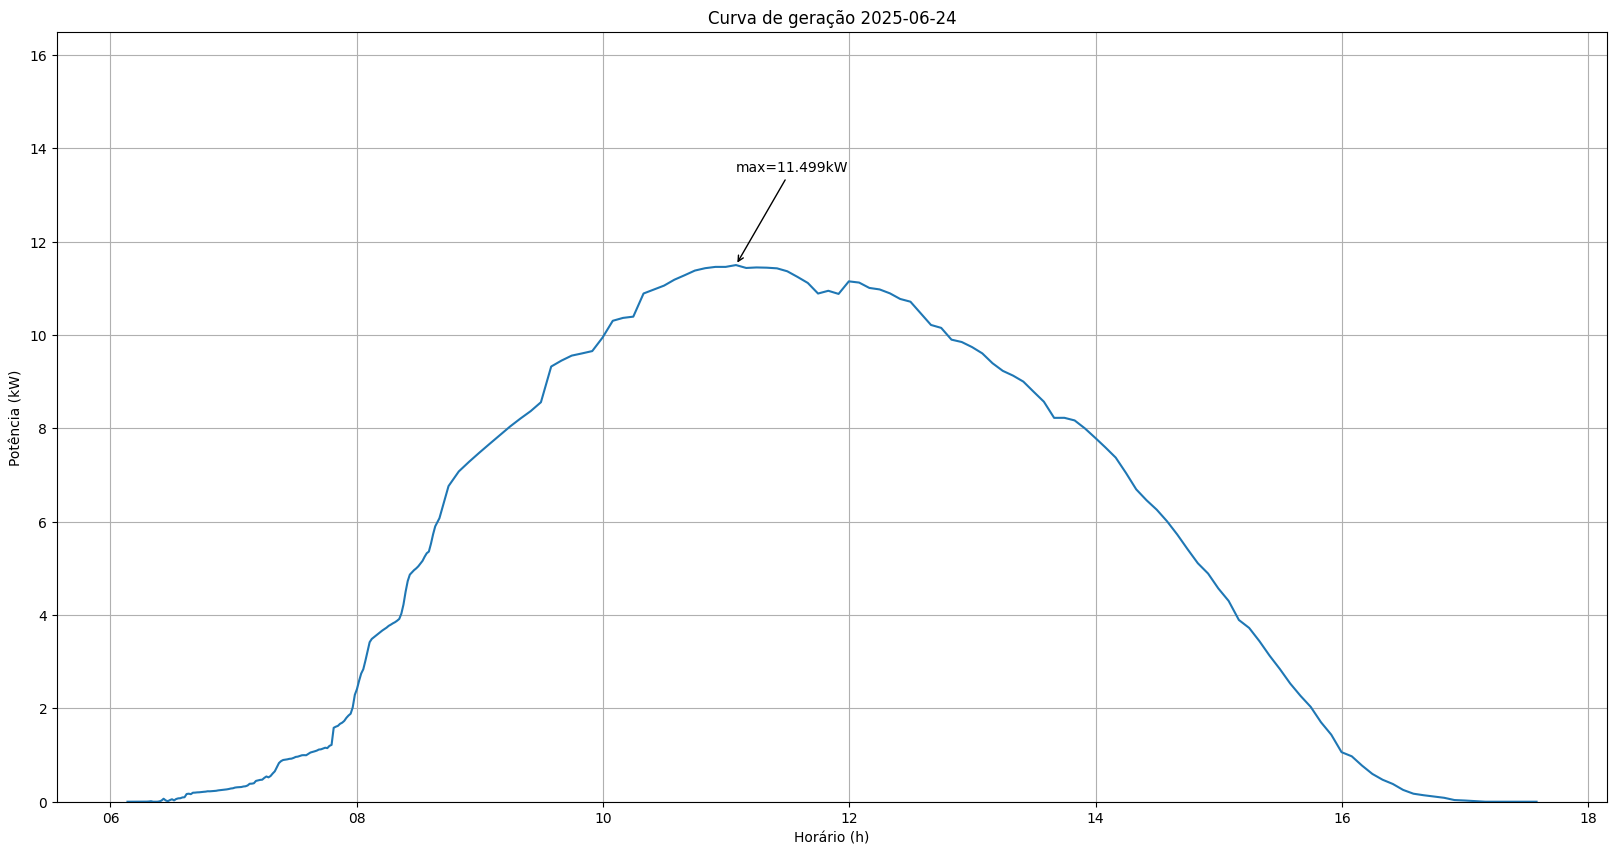 Curva de geração 2025-06-24
16
14
max=11.499kW
12
10
8
6
4
2
0
Potência (kW)
06 08 10 12 14 16 18
Horário (h)